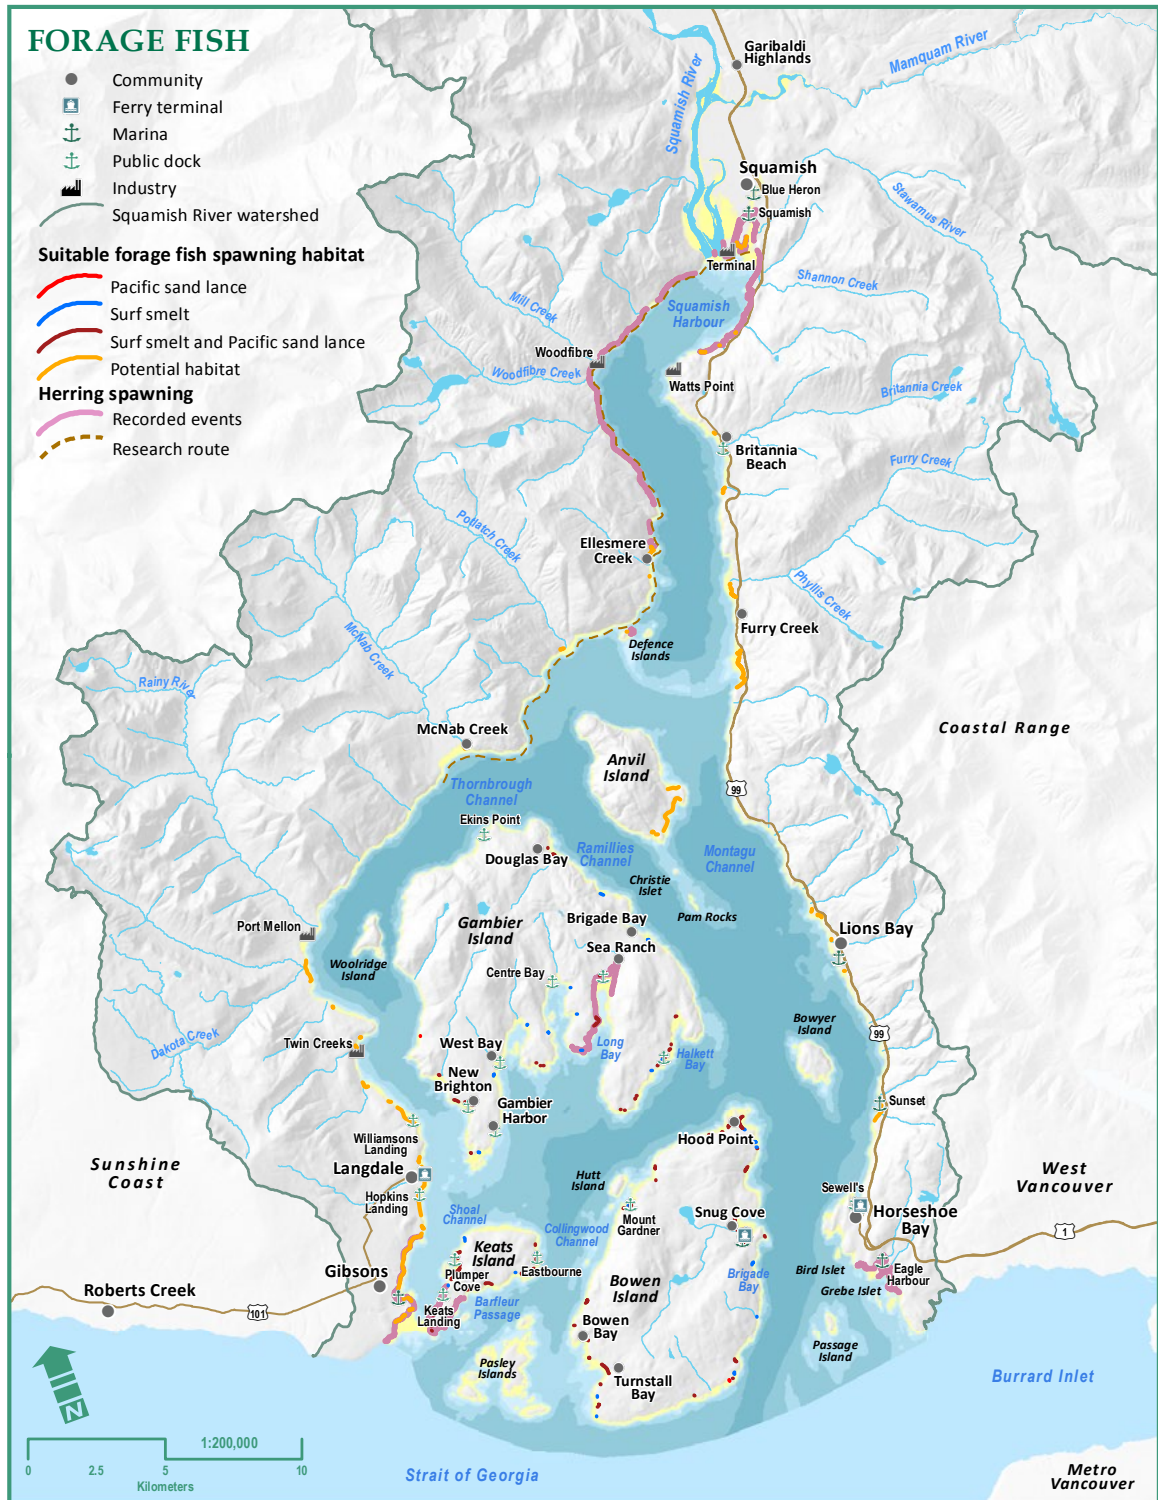 FORAGE FISH
Community
Ferry terminal
Marina
Public dock
Industry
Squamish River watershed
Suitable forage fish spawning habitat
Pacific sand lance
Surf smelt
Surf smelt and Pacific sand lance
Potential habitat
Herring spawning
Recorded events
Research route
Garibaldi
Highlands
Mamquam River
Squamish River
Squamish
Blue Heron
Squamish
Stawamus River
Terminal
Shannon Creek
Mill Creek
Squamish
Harbour
Woodfibre
Woodfibre Creek
Watts Point
Britannia Creek
Britannia
Beach
Furry Creek
Potlatch Creek
Ellesmere
Creek
Phyllis Creek
Furry Creek
McNab Creek
Defence
Islands
Rainy River
McNab Creek
Coastal Range
Anvil
Island
99
Thornbrough
Channel
Ekins Point
Douglas Bay
Ramillies
Channel
Montagu
Channel
Christie
Islet
Pam Rocks
Port Mellon
Gambier
Island
Brigade Bay
Sea Ranch
Lions Bay
Woolridge
Island
Centre Bay
Bowyer
Island
99
Dakota Creek
Twin Creeks
West Bay
Long
Bay
Halkett
Bay
New
Brighton
Gambier
Harbor
Sunset
Williamsons
Landing
Hood Point
Sunshine
Coast
Langdale
Hutt
Island
West
Vancouver
Hopkins
Landing
Sewell's
Shoal
Channel
Mount
Gardner
Snug Cove
Horseshoe
Bay
1
Collingwood
Channel
Keats
Island
Gibsons
Plumper
Cove
Eastbourne
Bowen
Island
Brigade
Bay
Bird Islet
Eagle
Harbour
Grebe Islet
Roberts Creek
101
Keats
Landing
Barfleur
Passage
Bowen
Bay
Passage
Island
Pasley
Islands
Turnstall
Bay
Burrard Inlet
N
1:200,000
0
2.5
5
10
Kilometers
Strait of Georgia
Metro
Vancouver